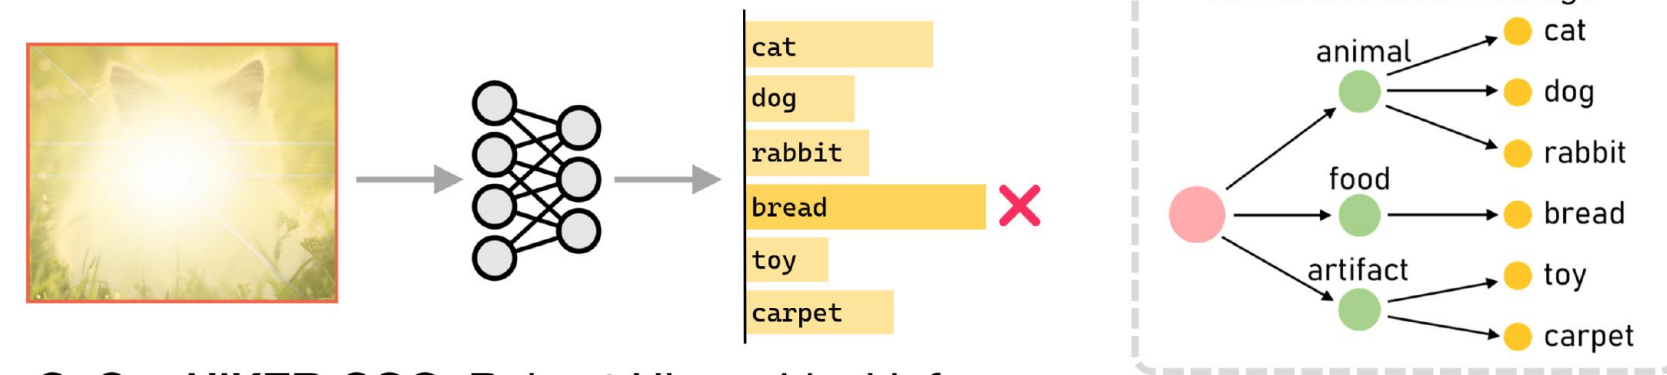 cat
dog
rabbit
bread
toy
carpet
animal
cat
dog
rabbit
food
bread
artifact
toy
carpet